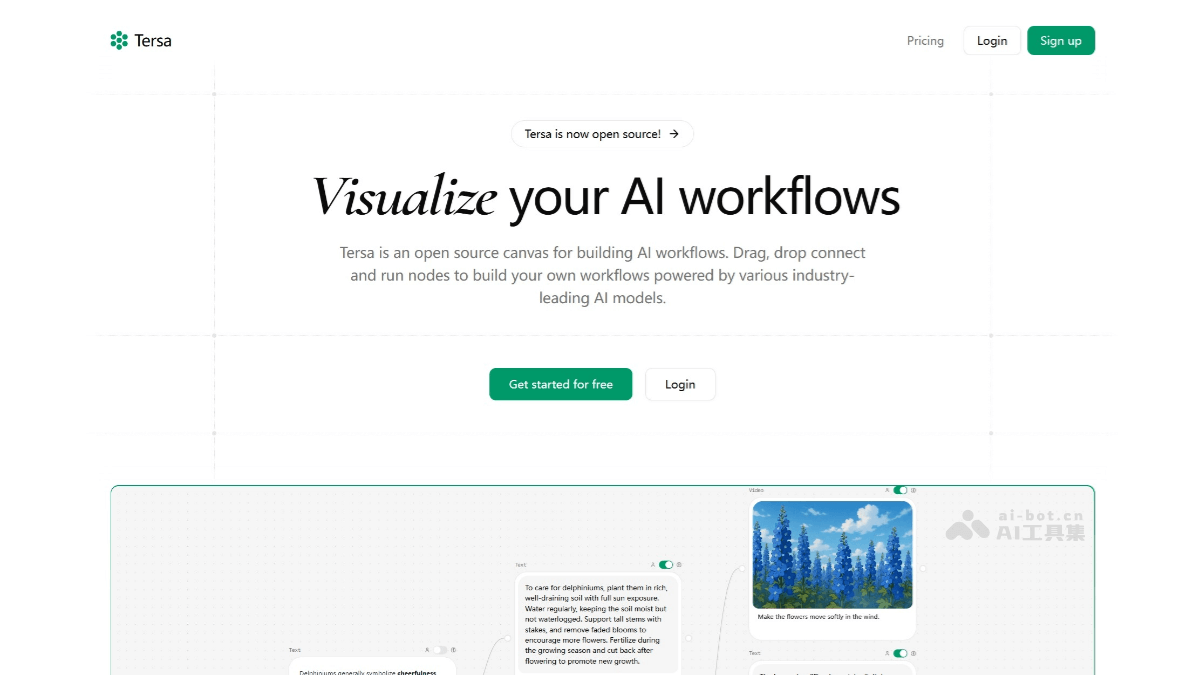 Tersa
Pricing
Login
Sign up
Tersa is now open source! →
Visualize your AI workflows
Tersa is an open source canvas for building AI workflows. Drag, drop connect
and run nodes to build your own workflows powered by various industry-
leading AI models.
Get started for free
Login
Video
ai-bot.cn
AI工具集
Text
To care for delphiniums, plant them in rich,
well-draining soil with full sun exposure.
Water regularly, keeping the soil moist but
not waterlogged. Support tall stems with
stakes, and remove faded blooms to
encourage more flowers. Fertilize during
the growing season and cut back after
flowering to promote new growth.
Make the flowers move softly in the wind.
Text
Text
Delphiniums generally symbolize cheerfulness,